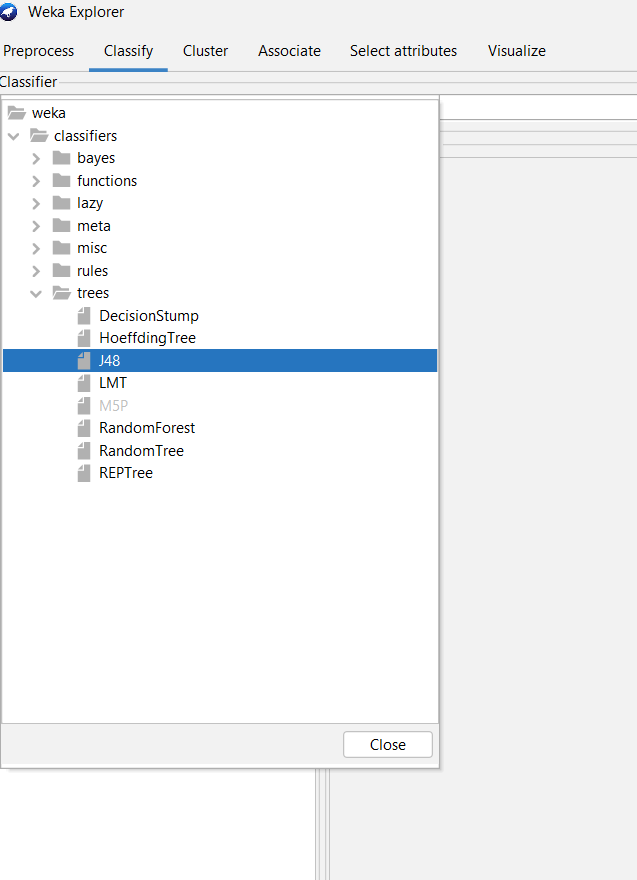 Weka Explorer
Preprocess Classify Cluster Associate Select attributes Visualize
Classifier
weka
classifiers
bayes
functions
lazy
meta
misc
rules
trees
DecisionStump
HoeffdingTree
J48
LMT
M5P
RandomForest
RandomTree
REPTree
Close